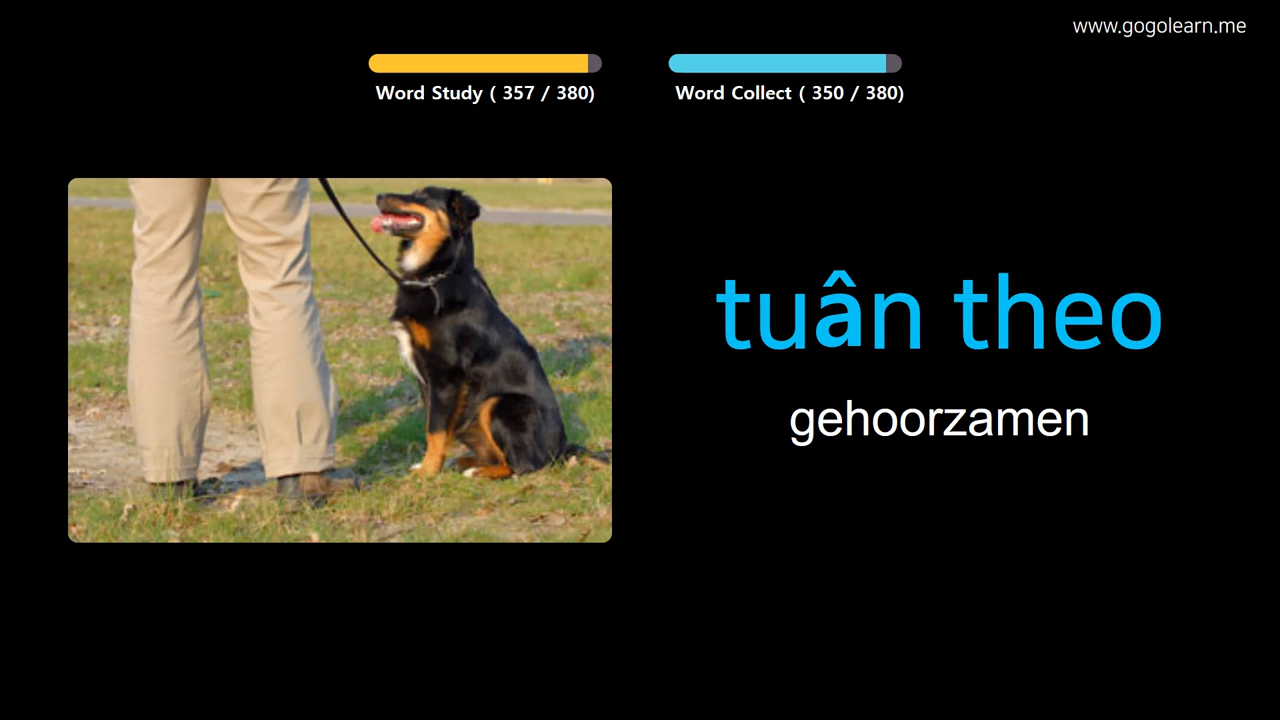 www.gogolearn.me
Word Study ( 357 / 380)
Word Collect ( 350 / 380)
tuân theo
gehoorzamen